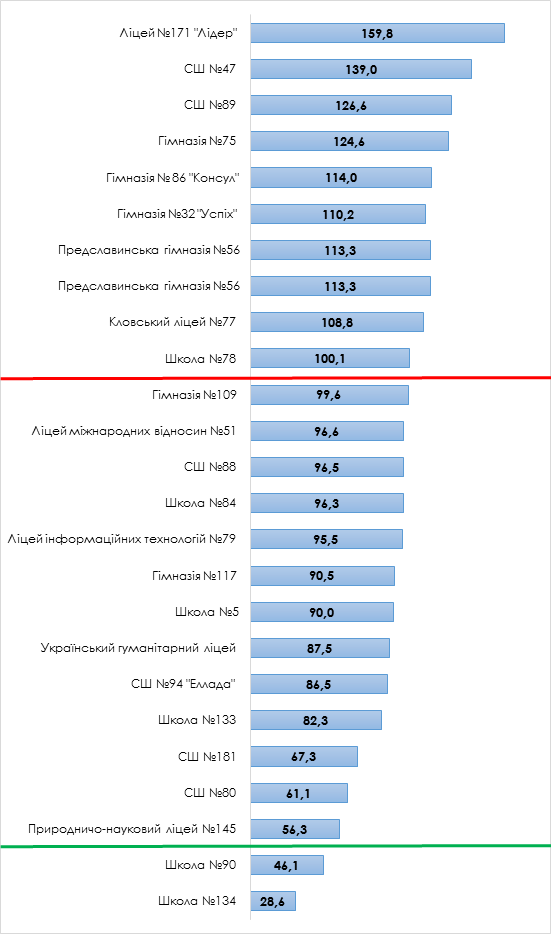 Ліцей №171 "Лідер" 159,8
СШ №47 139,0
СШ №89 126,6
Гімназія №75 124,6
Гімназія № 86 "Консул" 114,0
Гімназія №32 "Успіх" 110,2
Предславинська гімназія №56 113,3
Предславинська гімназія №56 113,3
Кловський ліцей №77 108,8
Школа №78 100,1
Гімназія №109 99,6
Ліцей міжнародних відносин №51 96,6
СШ №88 96,5
Школа №84 96,3
Ліцей інформаційних технологій №79 95,5
Гімназія №117 90,5
Школа №5 90,0
Український гуманітарний ліцей 87,5
СШ №94 "Еллада" 86,5
Школа №133 82,3
СШ №181 67,3
СШ №80 61,1
Природничо-науковий ліцей №145 56,3
Школа №90 46,1
Школа №134 28,6